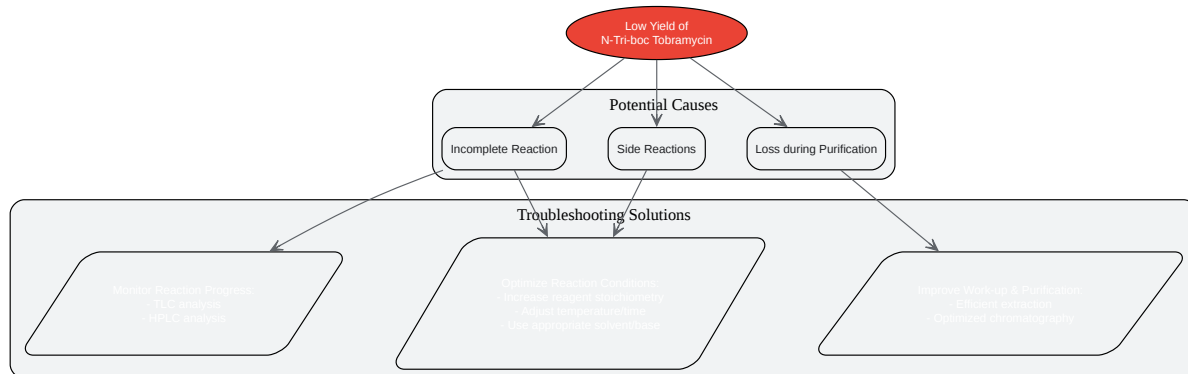 Low Yield of
N-Tri-boc Tobramycin
Potential Causes
Incomplete Reaction
Side Reactions
Loss during Purification
Troubleshooting Solutions
Monitor Reaction Progress:
- TLC analysis
- HPLC analysis
Optimize Reaction Conditions:
- Increase reagent stoichiometry
- Adjust temperature/time
- Use appropriate solvent/base
Improve Work-up & Purification:
- Efficient extraction
- Optimized chromatography